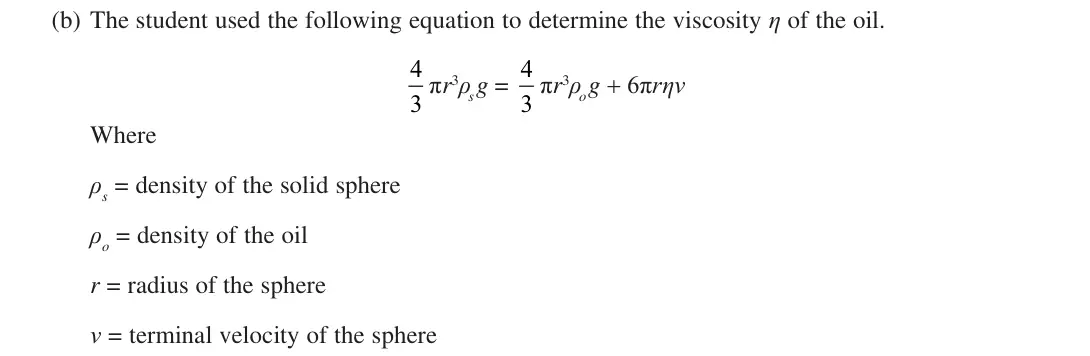 (b) The student used the following equation to determine the viscosity η of the oil.
4/3 πr³ρₛg = 4/3 πr³ρₒg + 6πrηv
Where
ρₛ = density of the solid sphere
ρₒ = density of the oil
r = radius of the sphere
v = terminal velocity of the sphere